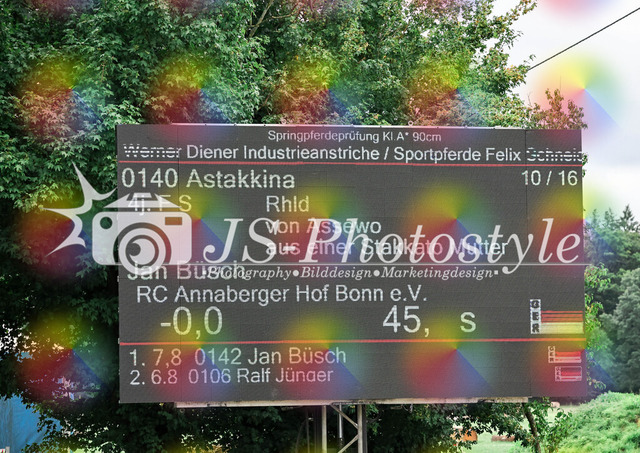 Springpferdeprüfung Kl.A* 90cm
Werner Diener Industrieanstriche / Sportpferde Felix Schneid
0140 Astakkina 10 / 16
4j. F S Rhld
von Assewo
aus einer Stakkato Mutter
JS-Photostyle
•Photography•Bilddesign•Marketingdesign•
Jan Büsch
RC Annaberger Hof Bonn e.V.
-0,0 45, s
GER
1. 7,8 0142 Jan Büsch
2. 6.8 0106 Ralf Jünger